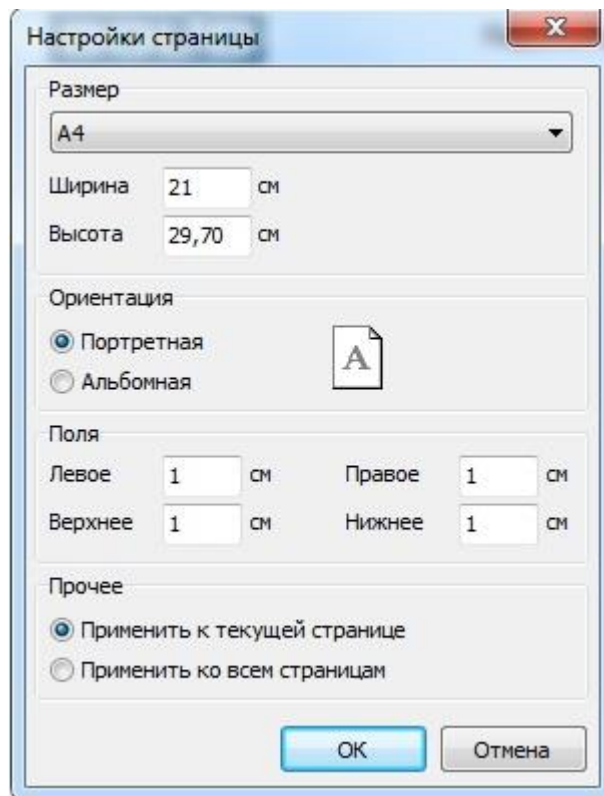 Настройки страницы
Размер
A4
Ширина 21 см
Высота 29,70 см
Ориентация
Портретная
A
Альбомная
Поля
Левое 1 см Правое 1 см
Верхнее 1 см Нижнее 1 см
Прочее
Применить к текущей странице
Применить ко всем страницам
OK Отмена